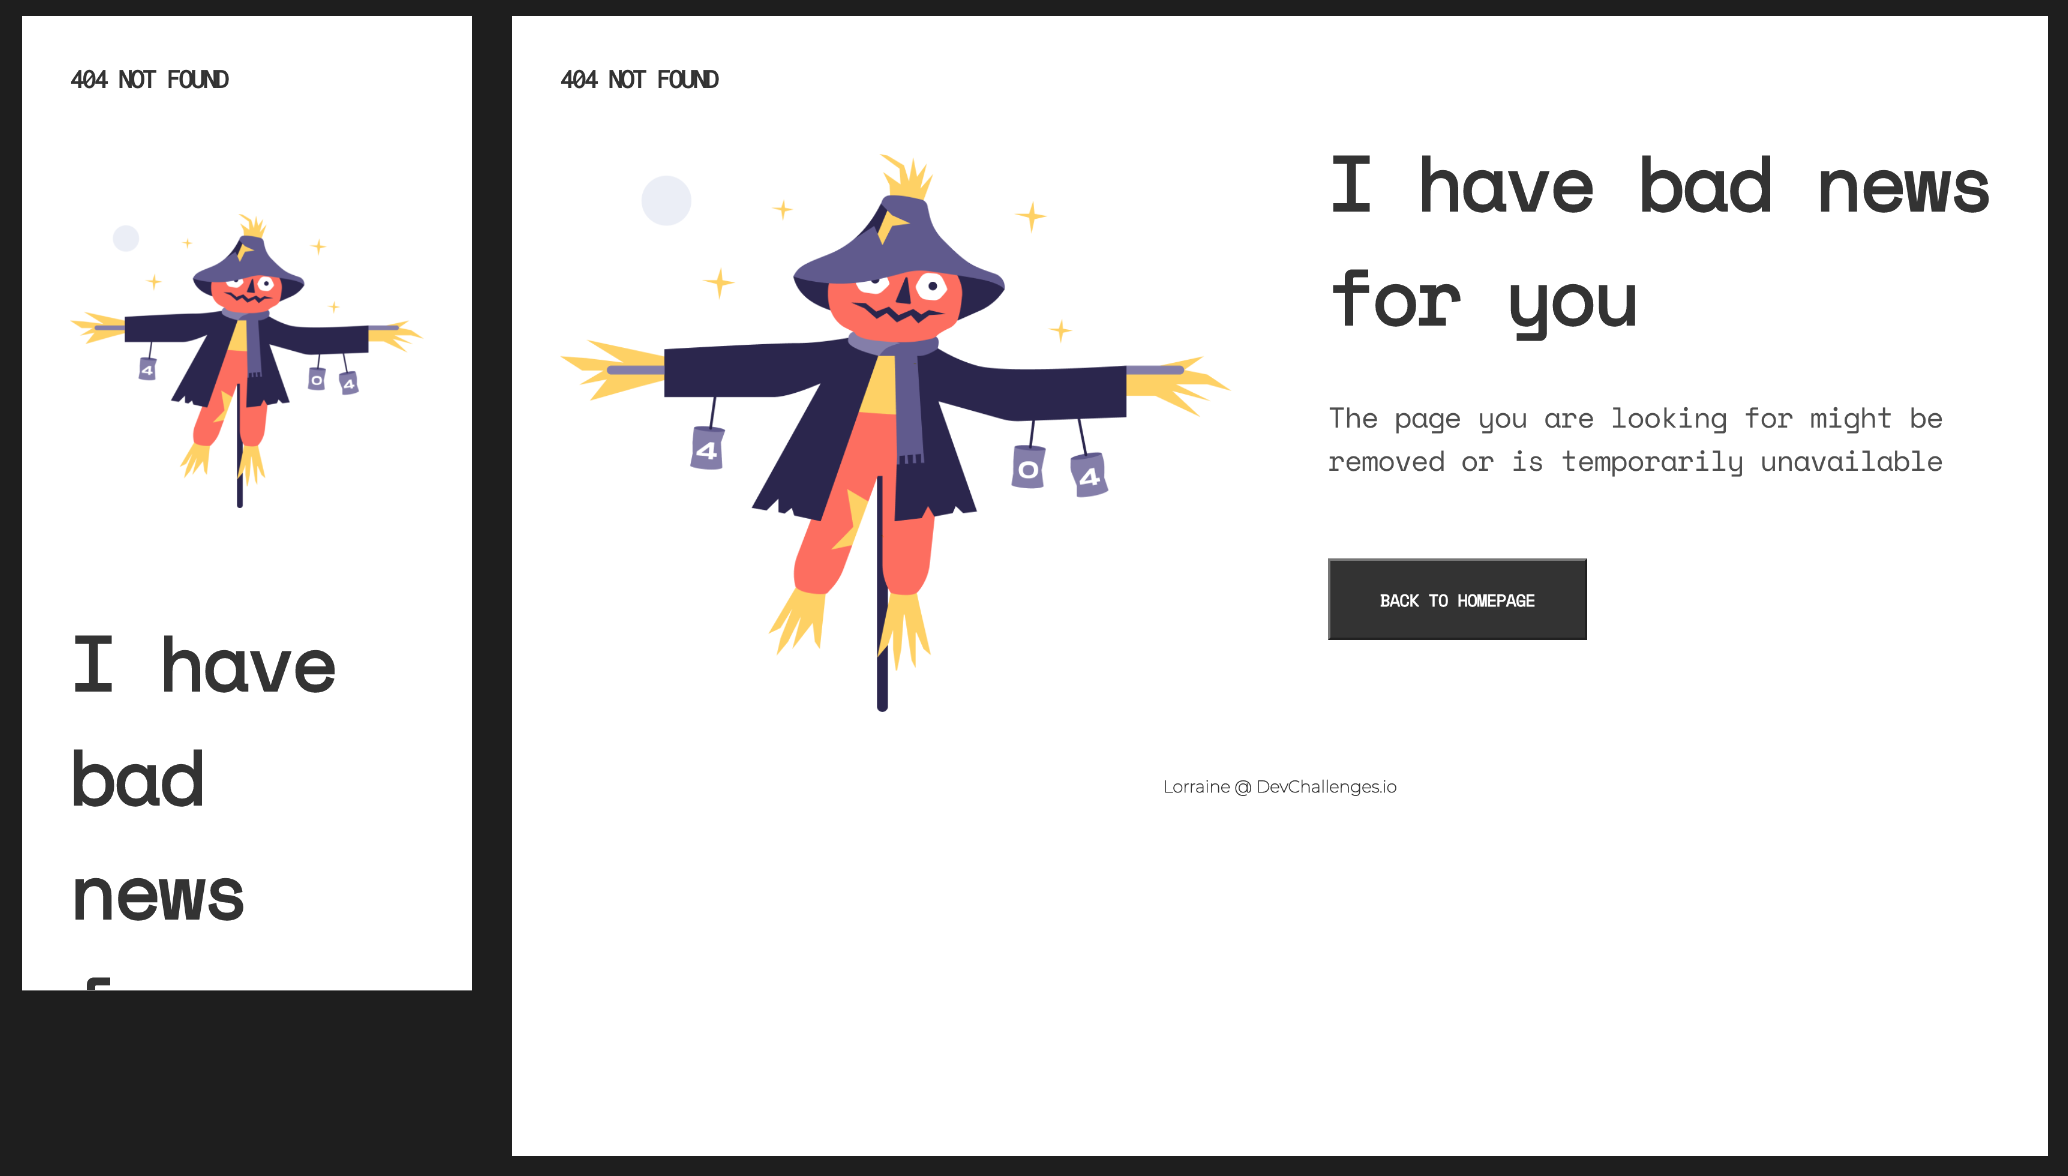 404 NOT FOUND
4
0
4
I have
bad
news
404 NOT FOUND
4
0
4
I have bad news
for you
The page you are looking for might be
removed or is temporarily unavailable
BACK TO HOMEPAGE
Lorraine @ DevChallenges.io